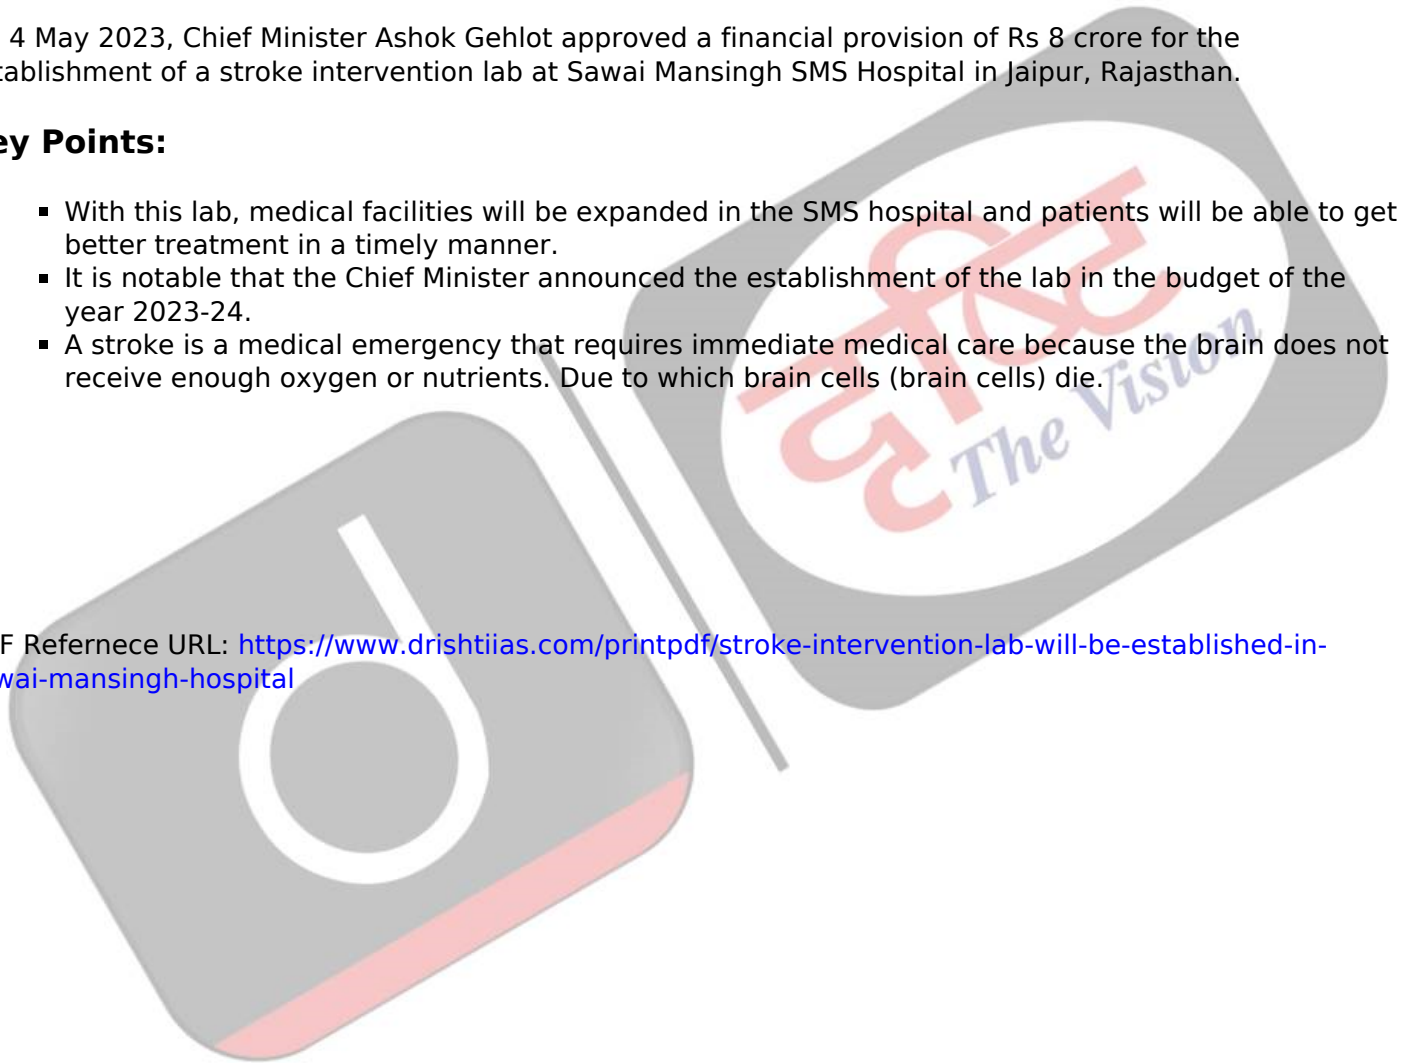 4 May 2023, Chief Minister Ashok Gehlot approved a financial provision of Rs 8 crore for the
tablishment of a stroke intervention lab at Sawai Mansingh SMS Hospital in Jaipur, Rajasthan.
ey Points:
With this lab, medical facilities will be expanded in the SMS hospital and patients will be able to get
better treatment in a timely manner.
It is notable that the Chief Minister announced the establishment of the lab in the budget of the
year 2023-24.
A stroke is a medical emergency that requires immediate medical care because the brain does not
receive enough oxygen or nutrients. Due to which brain cells (brain cells) die.
दृष्टि
The Vision
d
F Refernece URL: https://www.drishtiias.com/printpdf/stroke-intervention-lab-will-be-established-in-
wai-mansingh-hospital